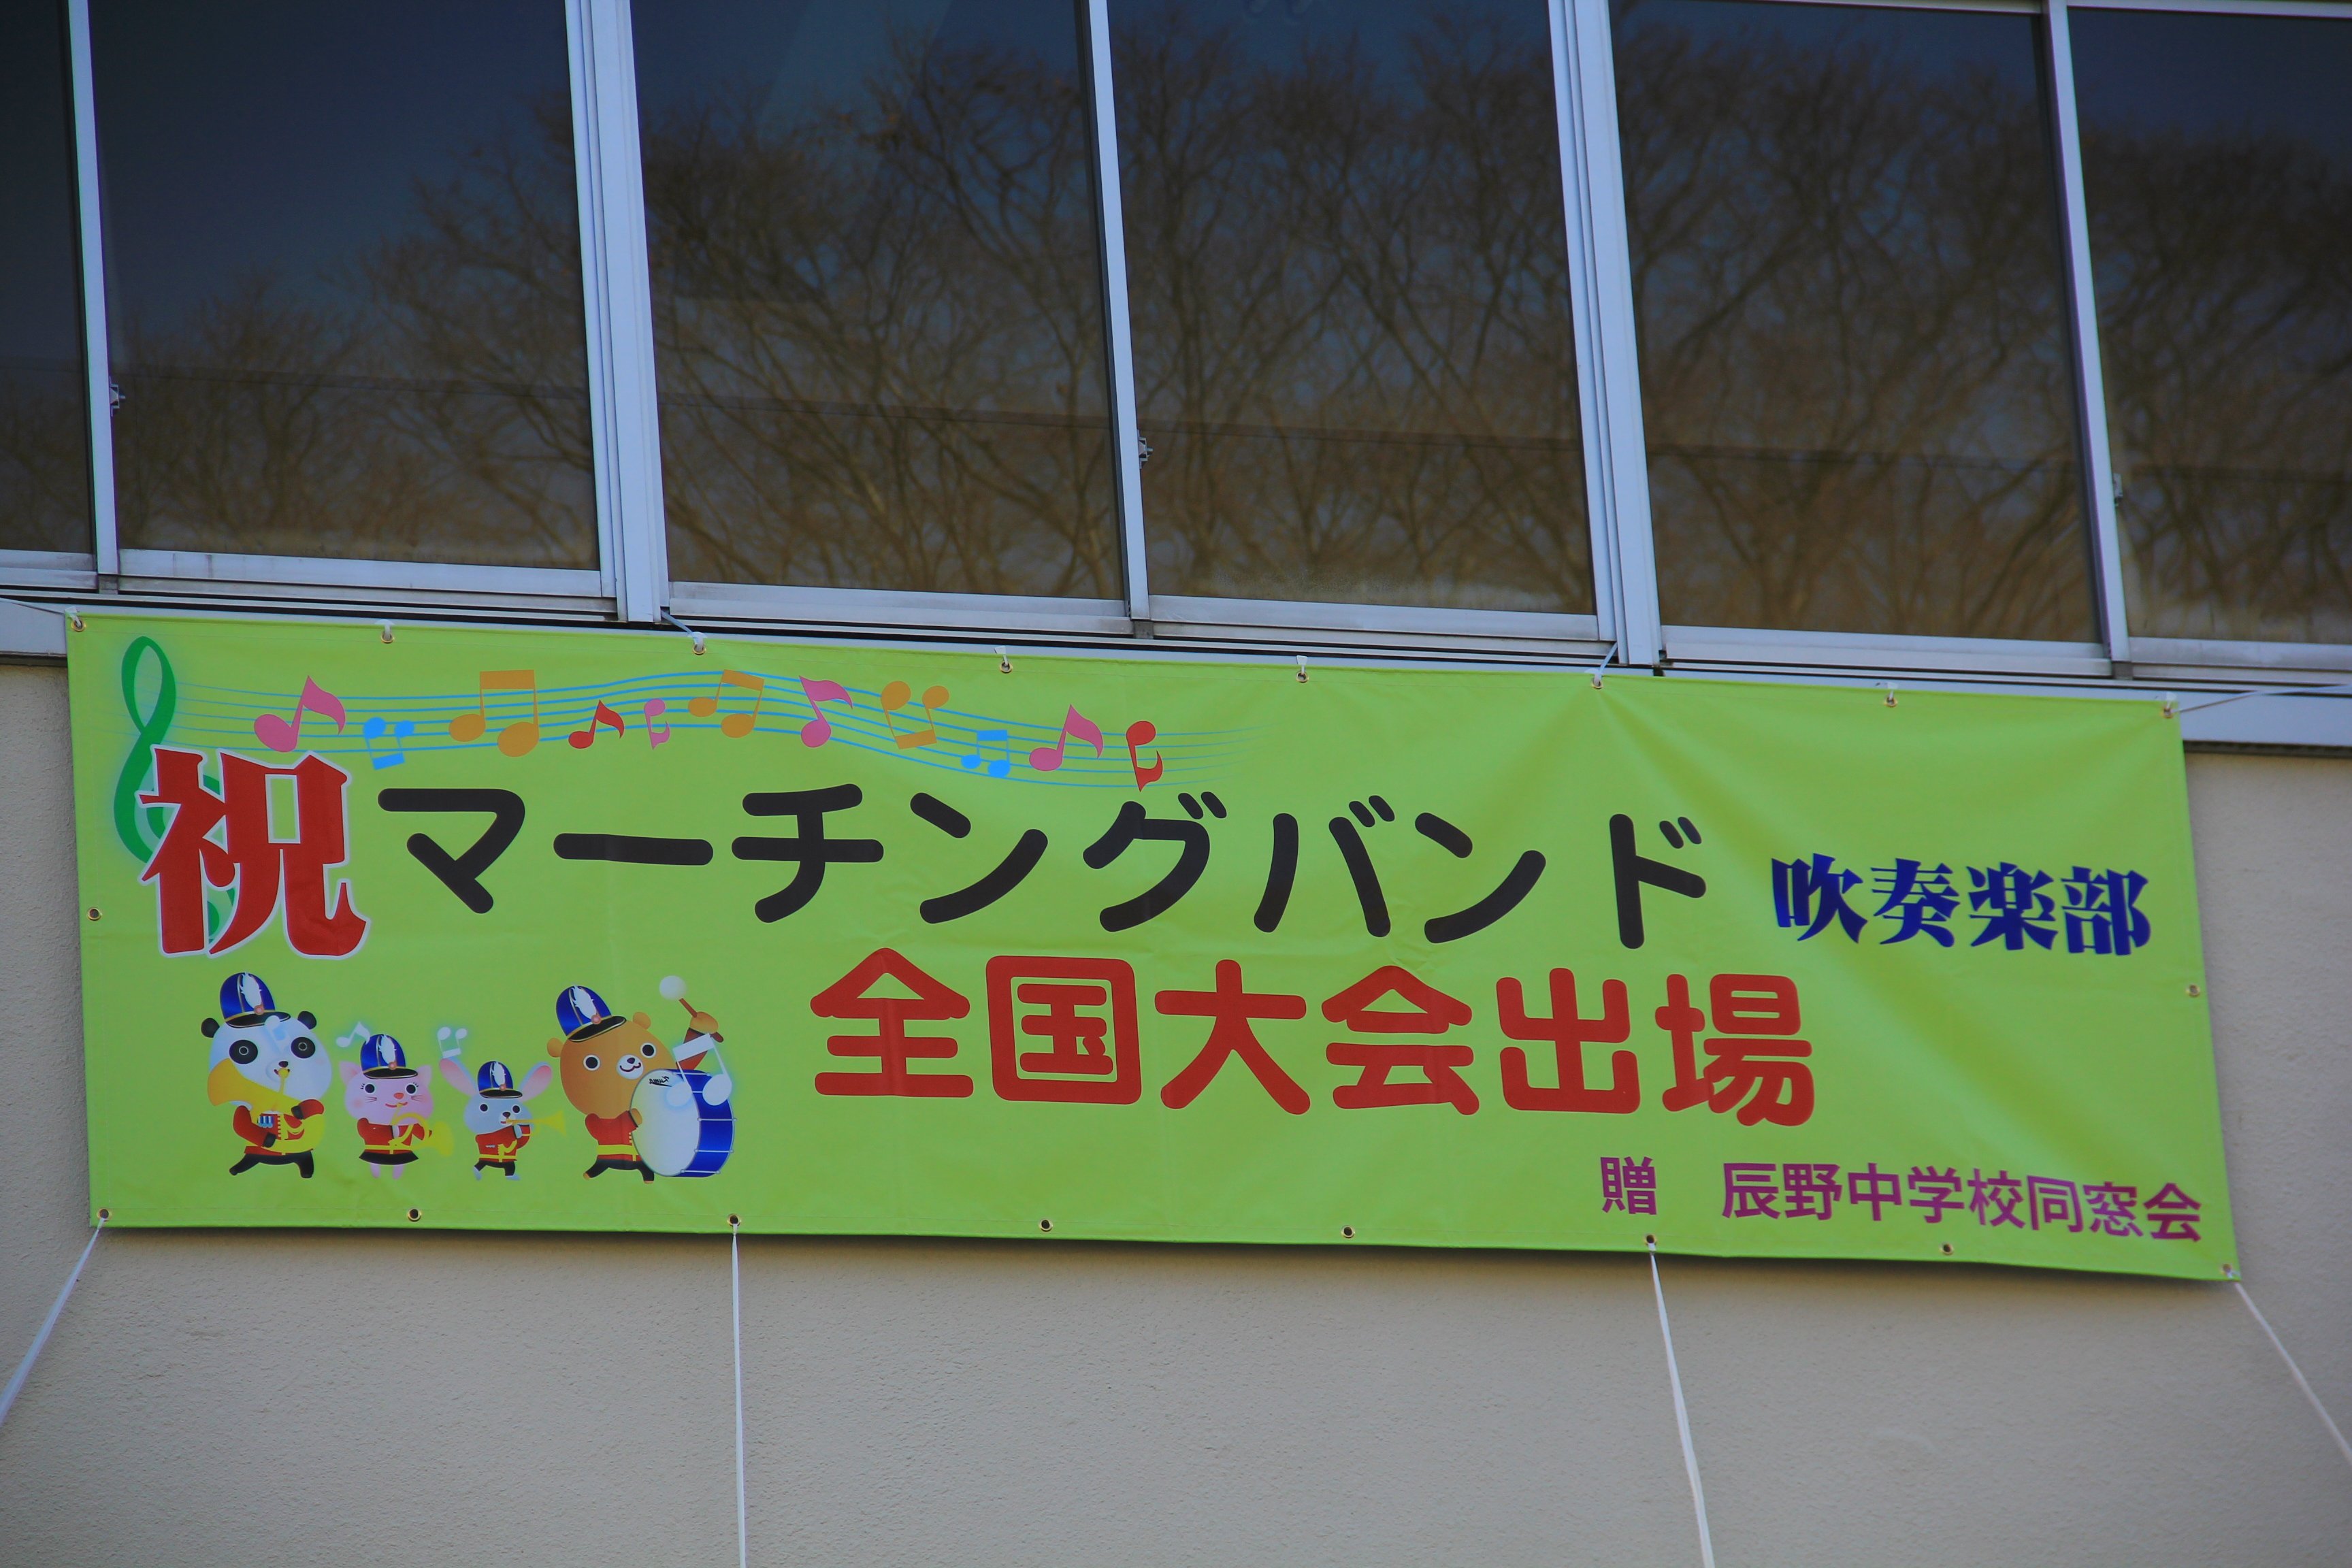 祝 マーチングバンド 吹奏楽部
全国大会出場
贈 辰野中学校同窓会